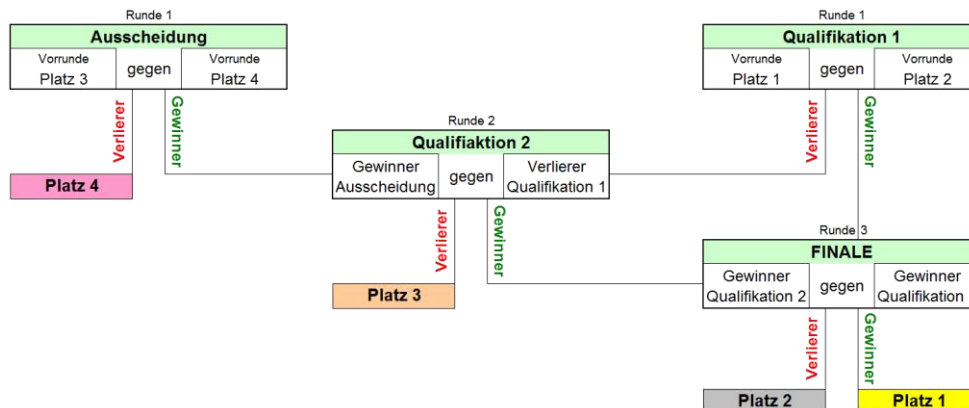 Runde 1
Ausscheidung
Vorrunde
Platz 3
gegen
Vorrunde
Platz 4
Verlierer
Gewinner
Platz 4
Runde 1
Qualifikation 1
Vorrunde
Platz 1
gegen
Vorrunde
Platz 2
Verlierer
Gewinner
Runde 2
Qualifiaktion 2
Gewinner
Ausscheidung
gegen
Verlierer
Qualifikation 1
Verlierer
Gewinner
Platz 3
Runde 3
FINALE
Gewinner
Qualifikation 2
gegen
Gewinner
Qualifikation
Verlierer
Gewinner
Platz 2
Platz 1